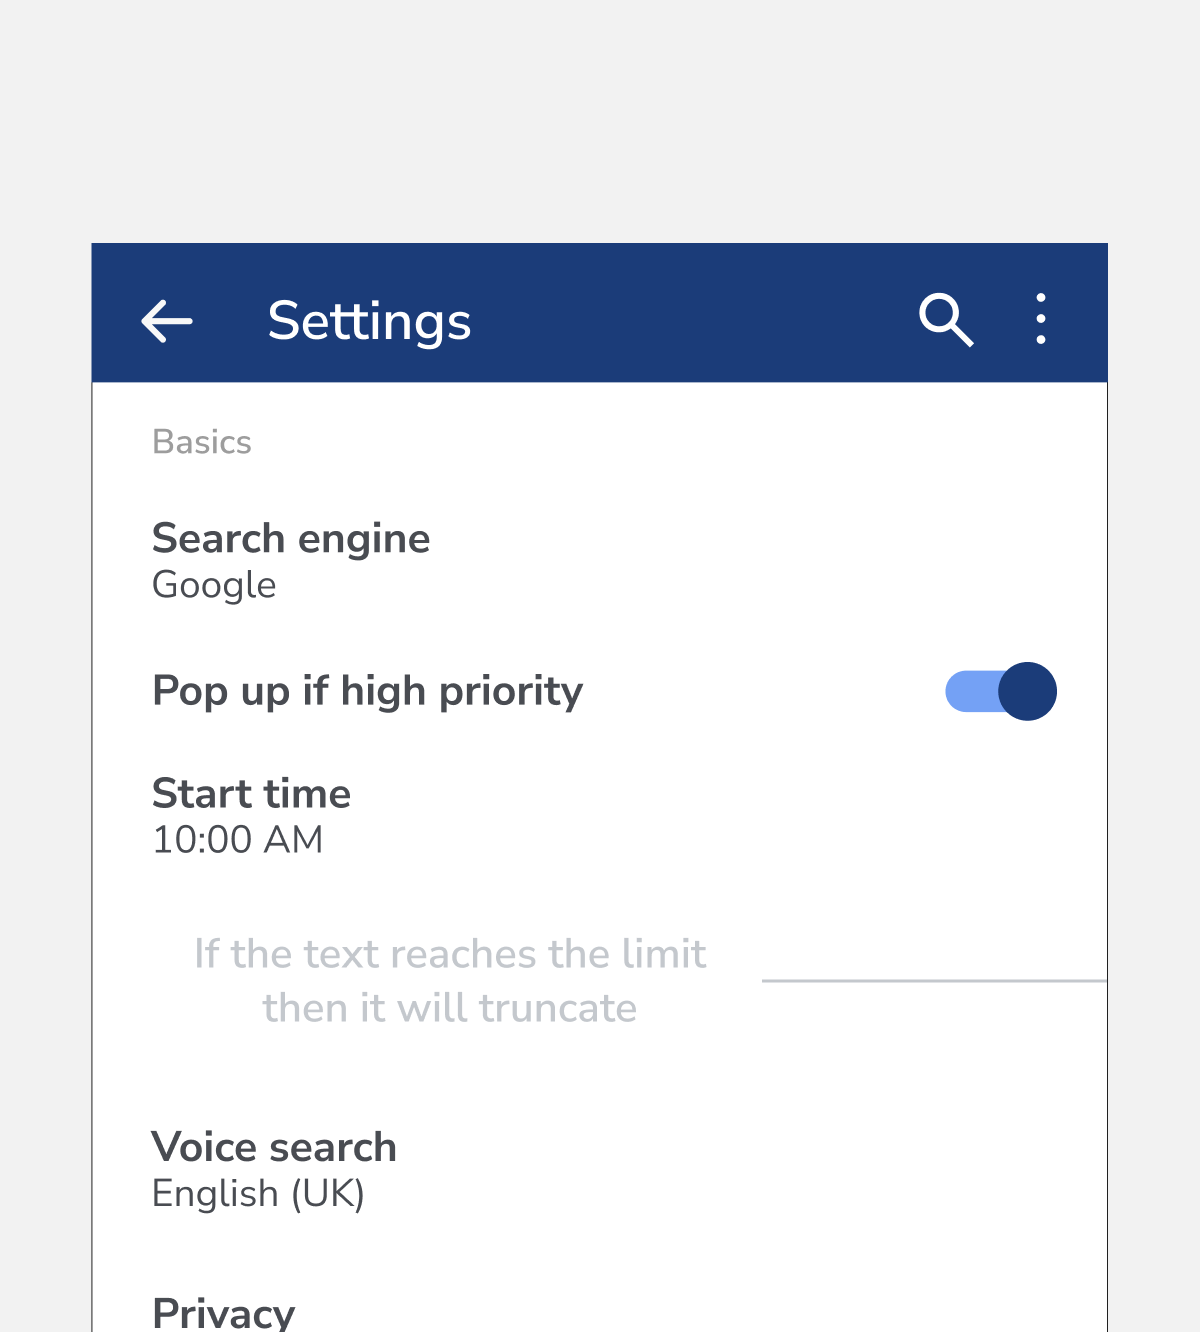 Settings
Basics
Search engine
Google
Pop up if high priority
Start time
10:00 AM
If the text reaches the limit
then it will truncate
Voice search
English (UK)
Privacy